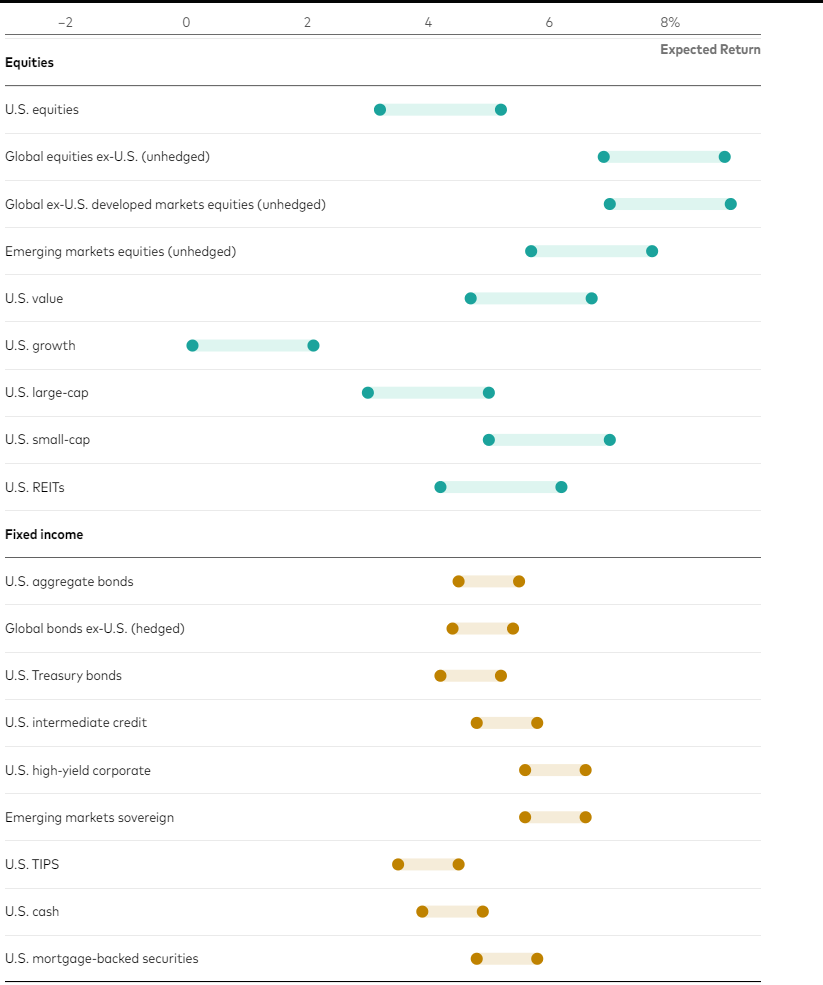 –2 0 2 4 6 8%
Expected Return
Equities
U.S. equities
Global equities ex-U.S. (unhedged)
Global ex-U.S. developed markets equities (unhedged)
Emerging markets equities (unhedged)
U.S. value
U.S. growth
U.S. large-cap
U.S. small-cap
U.S. REITs
Fixed income
U.S. aggregate bonds
Global bonds ex-U.S. (hedged)
U.S. Treasury bonds
U.S. intermediate credit
U.S. high-yield corporate
Emerging markets sovereign
U.S. TIPS
U.S. cash
U.S. mortgage-backed securities